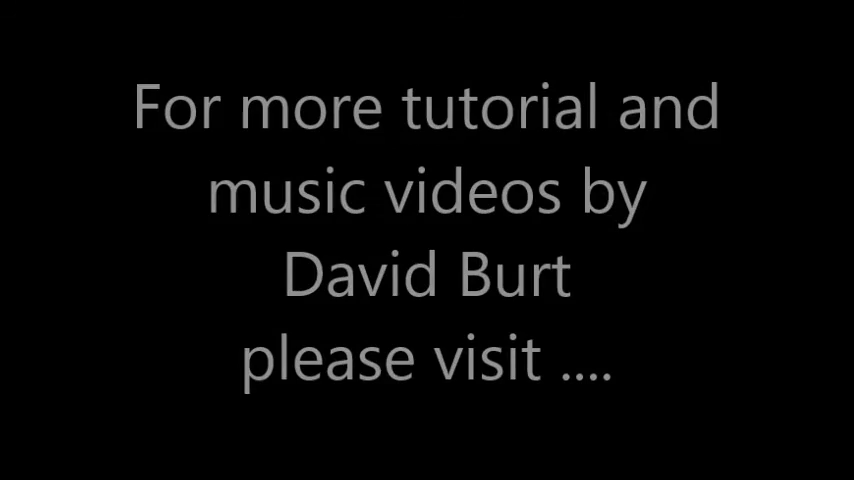 For more tutorial and
music videos by
David Burt
please visit ....